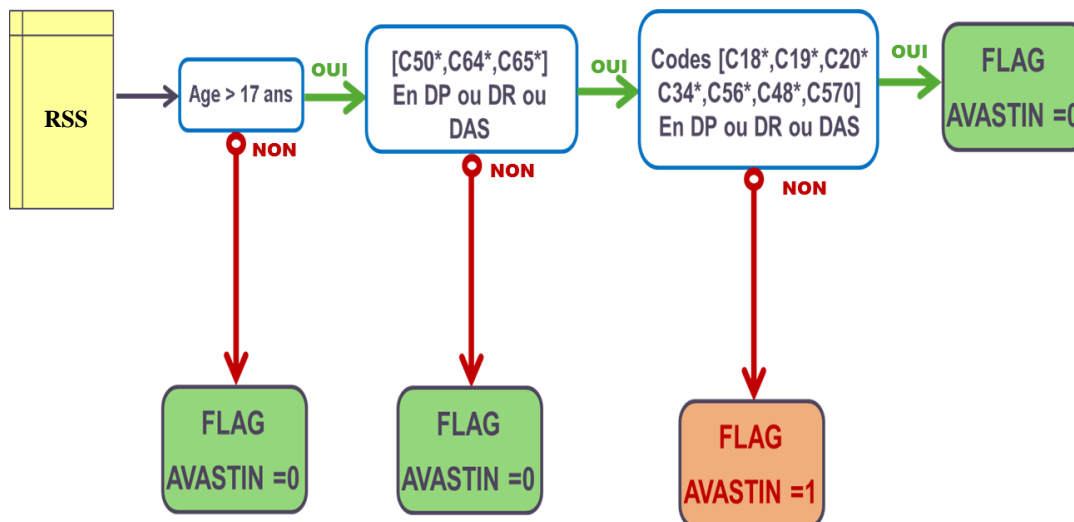 RSS
Age > 17 ans
OUI
NON
[C50*,C64*,C65*]
En DP ou DR ou
DAS
OUI
NON
Codes [C18*,C19*,C20*
C34*,C56*,C48*,C570]
En DP ou DR ou DAS
OUI
NON
FLAG
AVASTIN =0
FLAG
AVASTIN =0
FLAG
AVASTIN =0
FLAG
AVASTIN =1